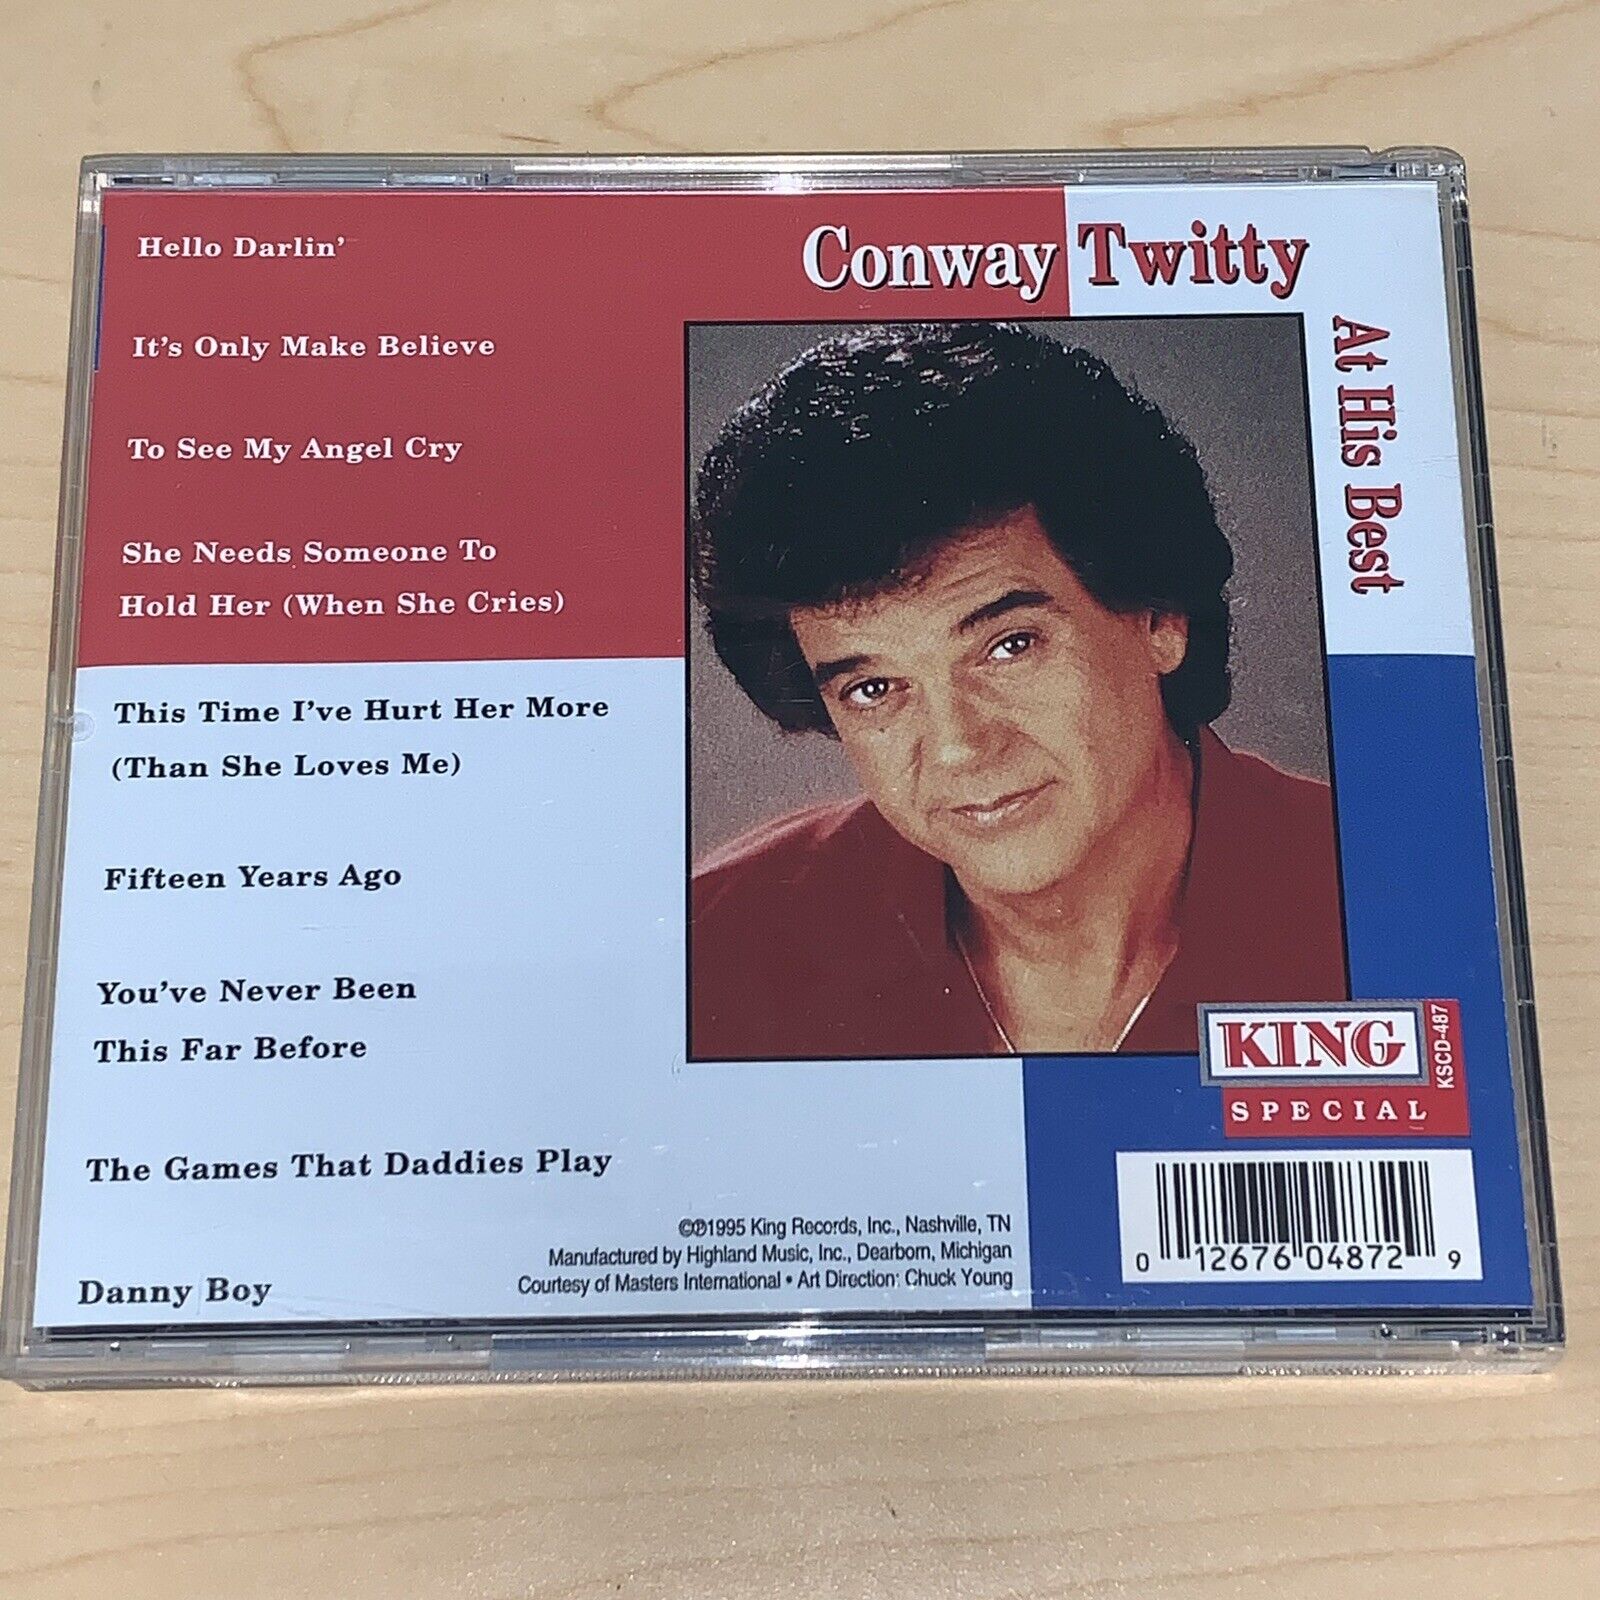 Hello Darlin'
It's Only Make Believe
To See My Angel Cry
She Needs Someone To
Hold Her (When She Cries)
This Time I've Hurt Her More
(Than She Loves Me)
Fifteen Years Ago
You've Never Been
This Far Before
The Games That Daddies Play
Danny Boy
Conway Twitty
At His Best
KING
SPECIAL
KSCD-487
©℗1995 King Records, Inc., Nashville, TN
Manufactured by Highland Music, Inc., Dearborn, Michigan
Courtesy of Masters International • Art Direction: Chuck Young
0 12676 04872 9